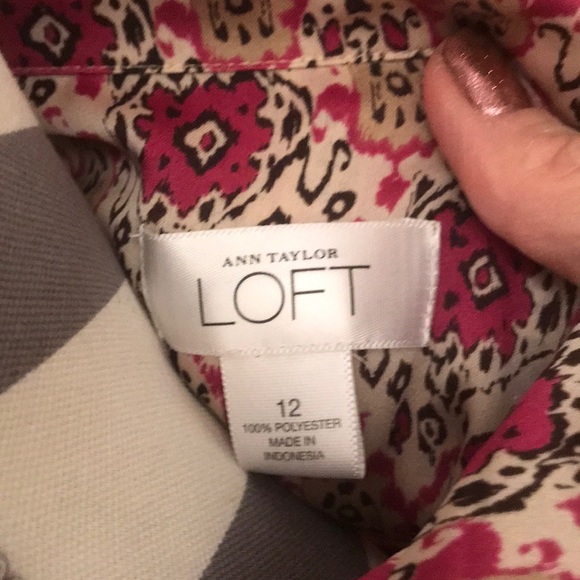 ANN TAYLOR
LOFT
12
100% POLYESTER
MADE IN
INDONESIA